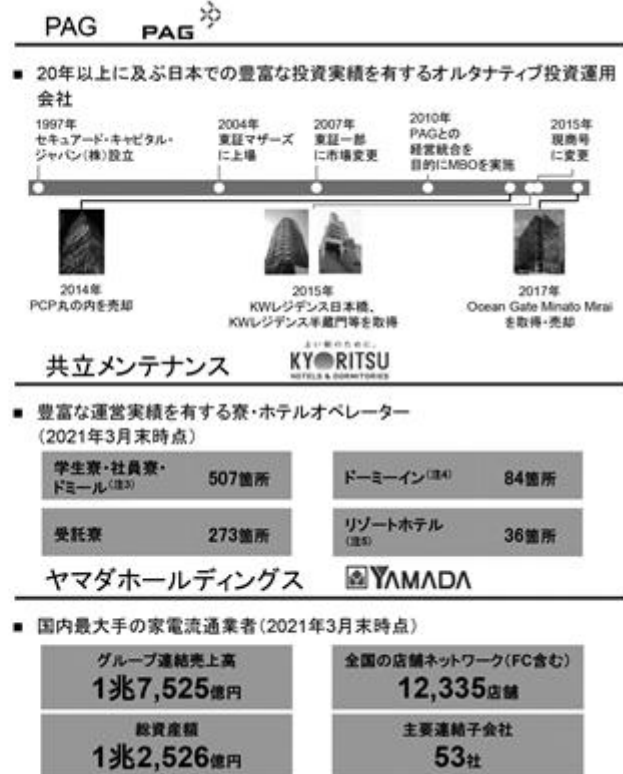 PAG PAG
■ 20年以上に及ぶ日本での豊富な投資実績を有するオルタナティブ投資運用
会社
1997年
セキュアード・キャピタル・
ジャパン(株)設立
2004年
東証マザーズ
に上場
2007年
東証一部
に市場変更
2010年
PAGとの
経営統合を
目的にMBOを実施
2015年
現商号
に変更
2014年
PCP丸の内を売却
2015年
KWレジデンス日本橋、
KWレジデンス半蔵門等を取得
2017年
Ocean Gate Minato Mirai
を取得・売却
共立メンテナンス
よい朝のために。
KYORITSU
HOTELS & DORMITORIES
■ 豊富な運営実績を有する寮・ホテルオペレーター
(2021年3月末時点)
学生寮・社員寮・
ドミール(注3) 507箇所
ドーミーイン(注4) 84箇所
受託寮 273箇所
リゾートホテル
(注5) 36箇所
ヤマダホールディングス YAMADA
■ 国内最大手の家電流通業者(2021年3月末時点)
グループ連結売上高
1兆7,525億円
全国の店舗ネットワーク(FC含む)
12,335店舗
総資産額
1兆2,526億円
主要連結子会社
53社